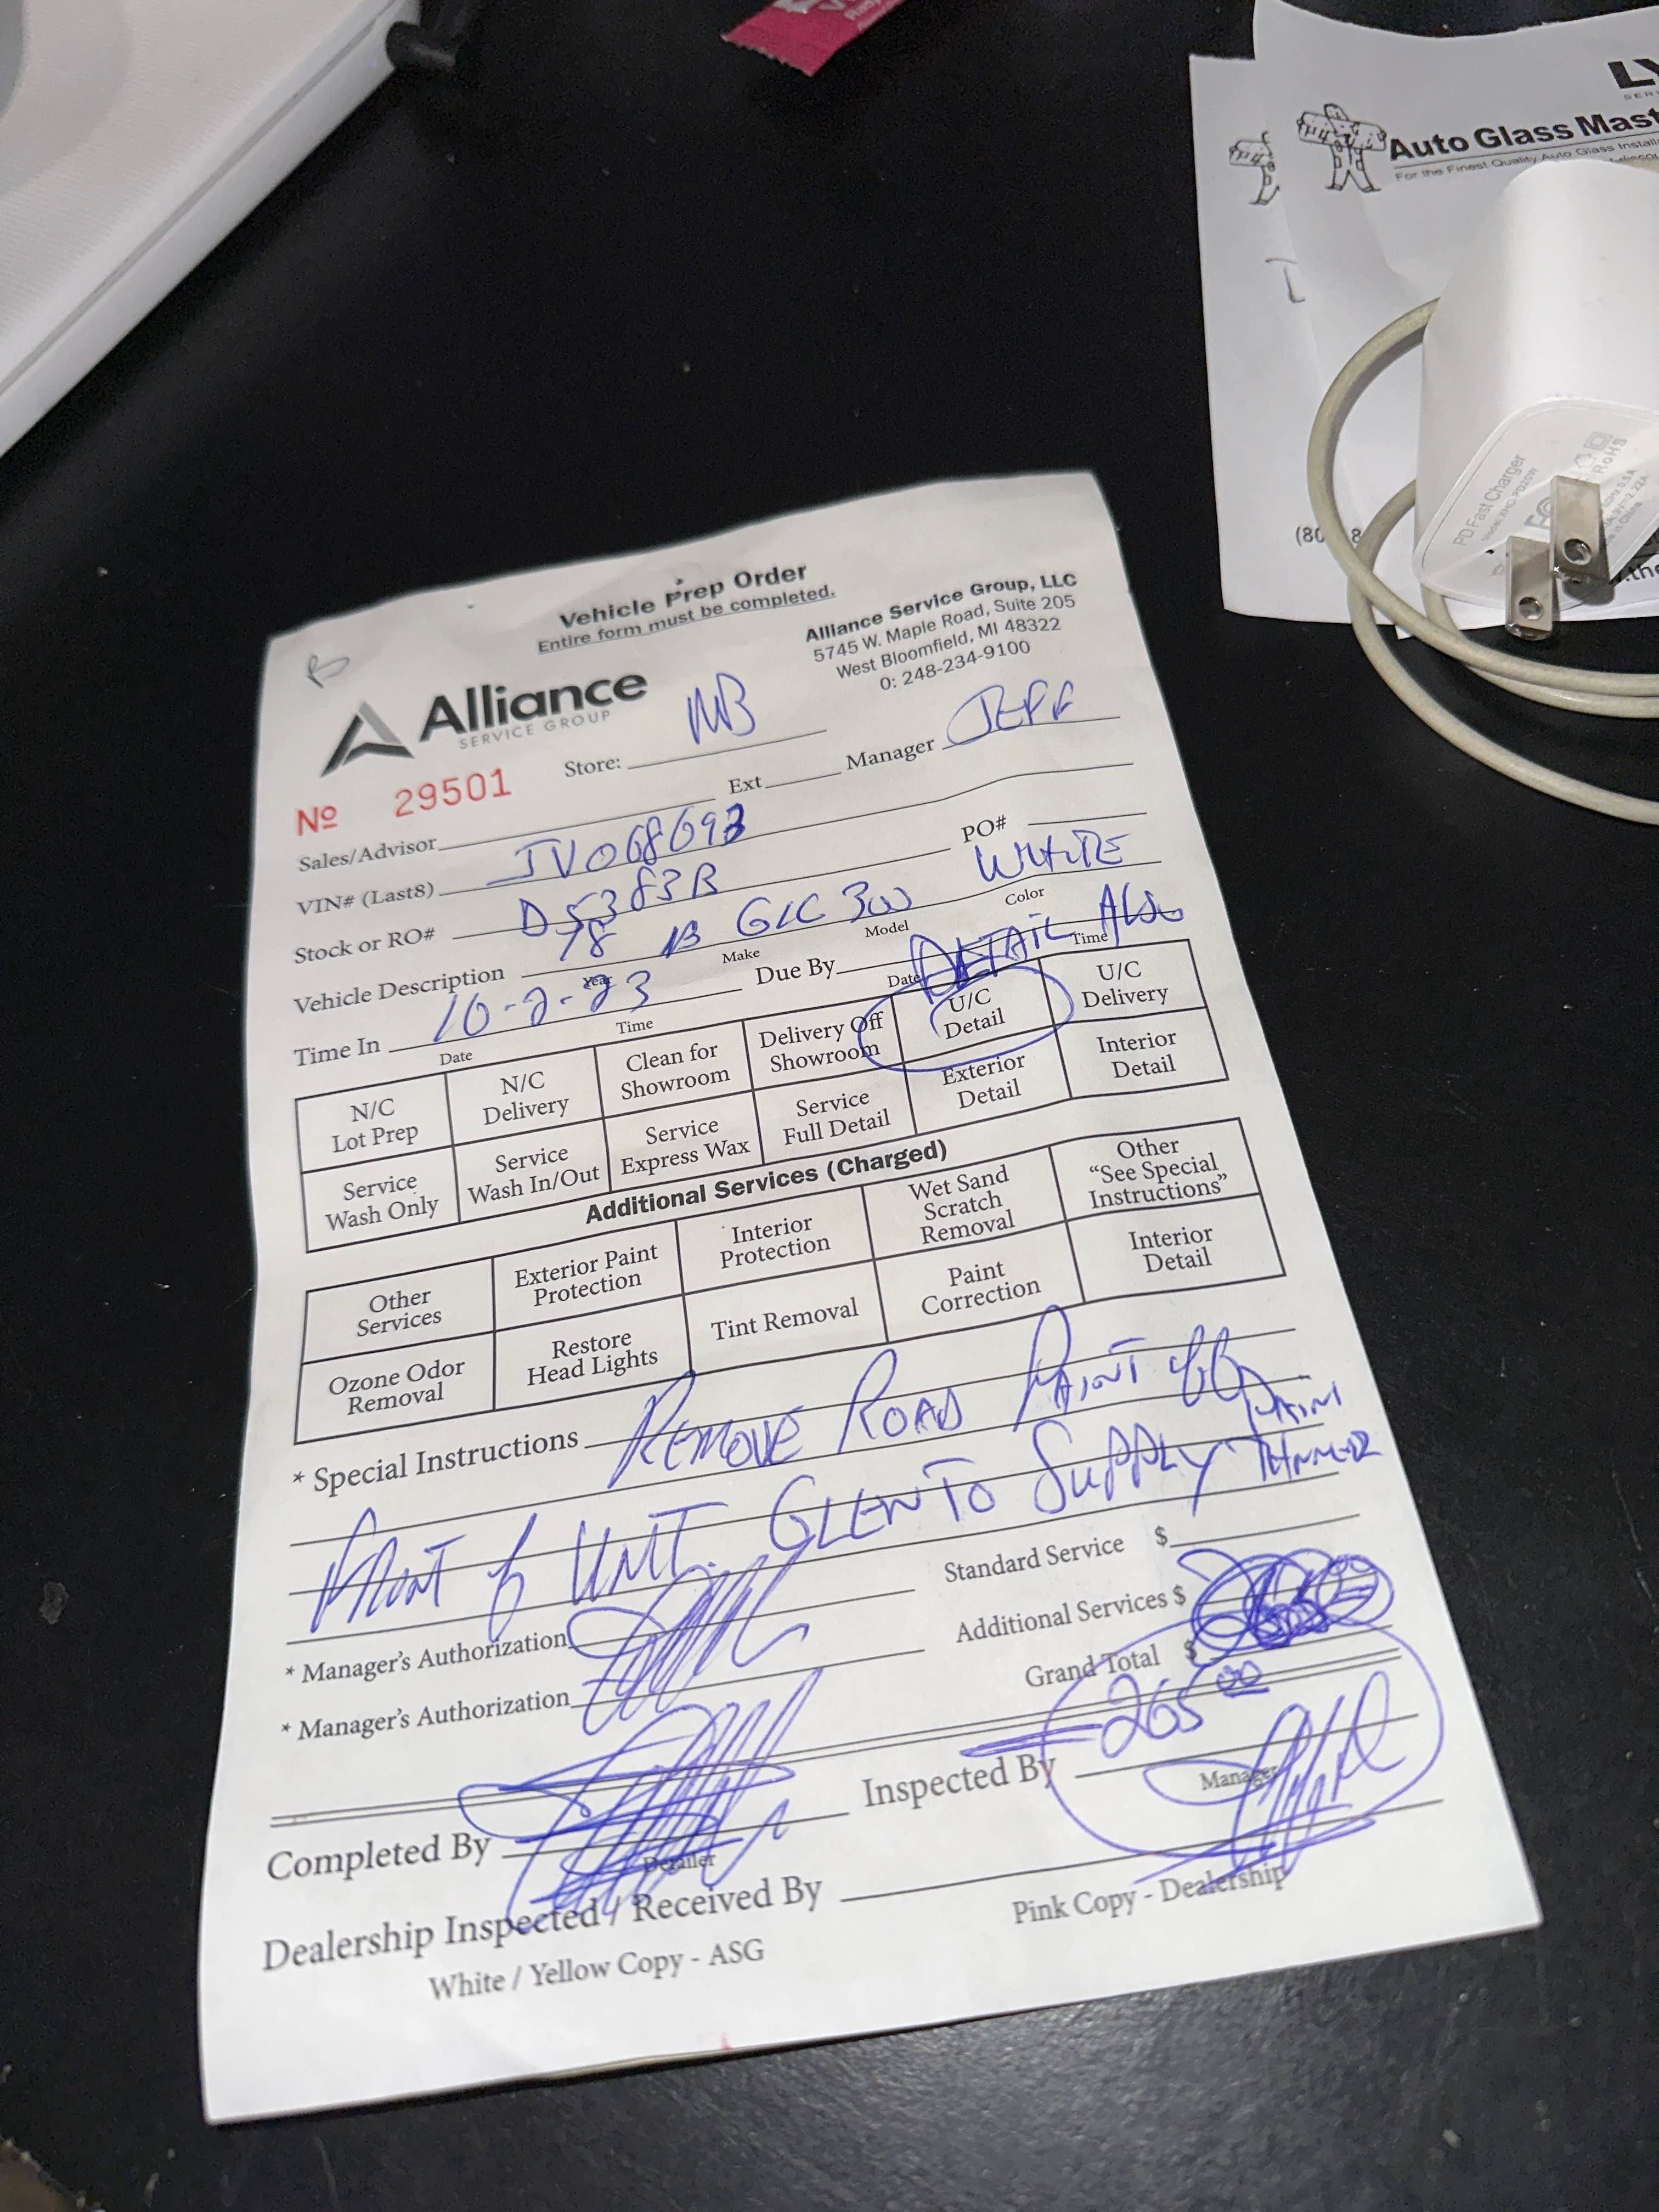 LY
Auto Glass Mast
For the Finest Quality Auto Glass Install
PD Fast Charger
RoHS
(80
Vehicle Prep Order
Entire form must be completed.
Alliance Service Group, LLC
5745 W. Maple Road, Suite 205
West Bloomfield, MI 48322
O: 248-234-9100
B
Alliance
SERVICE GROUP
Store: MB
Nº 29501
Ext Manager JEFF
Sales/Advisor
VIN# (Last8) JV068693
PO#
Stock or RO# D5383B
Vehicle Description 18 MB GLC 300 WHITE
Year Make Model Color
Time In 10-2-23 Due By DETAIL ALSO
Date Time Date Time
N/C Lot Prep
N/C Delivery
Clean for Showroom
Delivery Off Showroom
U/C Detail
U/C Delivery
Service Wash Only
Service Wash In/Out
Service Express Wax
Service Full Detail
Exterior Detail
Interior Detail
Additional Services (Charged)
Other Services
Exterior Paint Protection
Interior Protection
Wet Sand Scratch Removal
Other "See Special Instructions"
Ozone Odor Removal
Restore Head Lights
Tint Removal
Paint Correction
Interior Detail
* Special Instructions REMOVE ROAD PAINT
FRONT of UNIT. GLEN TO SUPPLY PAINT THINNER
Standard Service $
* Manager's Authorization
Additional Services $
* Manager's Authorization
Grand Total $
265 00
Completed By
Detailer
Inspected By
Manager
Dealership Inspected / Received By
White / Yellow Copy - ASG
Pink Copy - Dealership